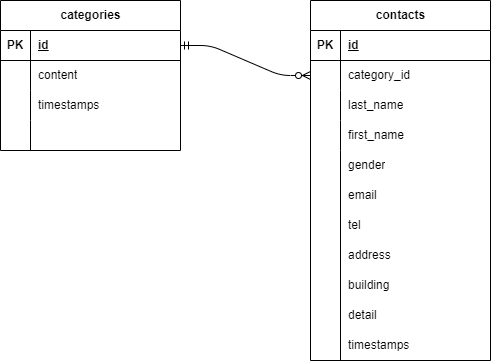 categories
PK id
content
timestamps
contacts
PK id
category_id
last_name
first_name
gender
email
tel
address
building
detail
timestamps